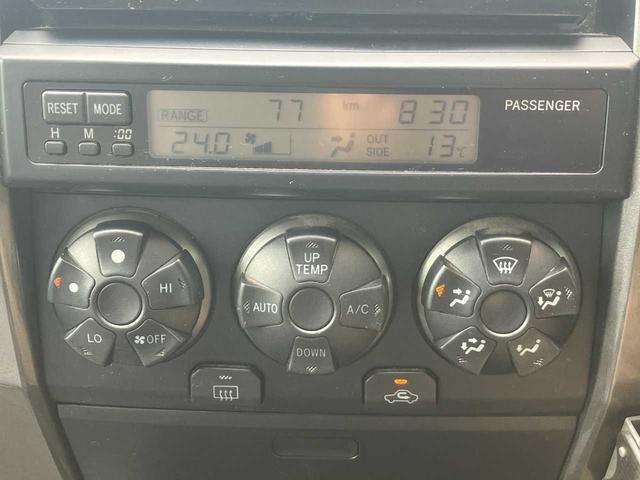 RESET MODE
RANGE 77 km 8 30
PASSENGER
H M :00
24.0 OUT SIDE 13°C
HI
LO
OFF
UP
TEMP
AUTO
A/C
DOWN